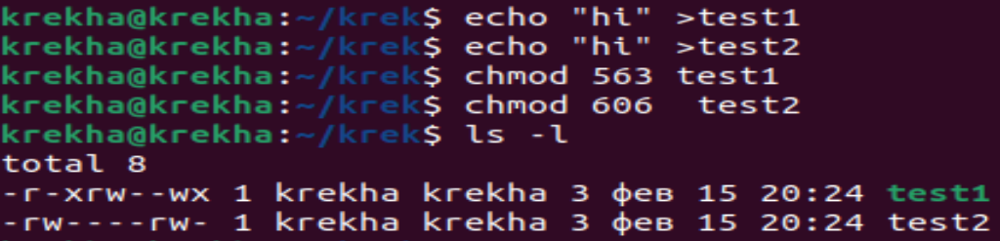 krekha@krekha:~/krek$ echo "hi" >test1
krekha@krekha:~/krek$ echo "hi" >test2
krekha@krekha:~/krek$ chmod 563 test1
krekha@krekha:~/krek$ chmod 606  test2
krekha@krekha:~/krek$ ls -l
total 8
-r-xrw--wx 1 krekha krekha 3 фев 15 20:24 test1
-rw----rw- 1 krekha krekha 3 фев 15 20:24 test2